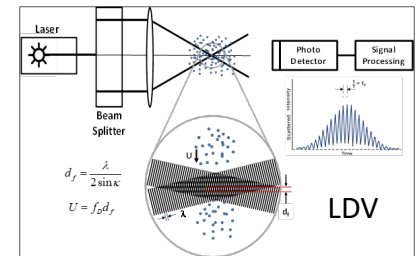 Laser
Beam
Splitter
Photo
Detector
Signal
Processing
Scattered Intensity
Time
U
λ
d_f
d_f = λ / 2 sin κ
U = f_D d_f
LDV